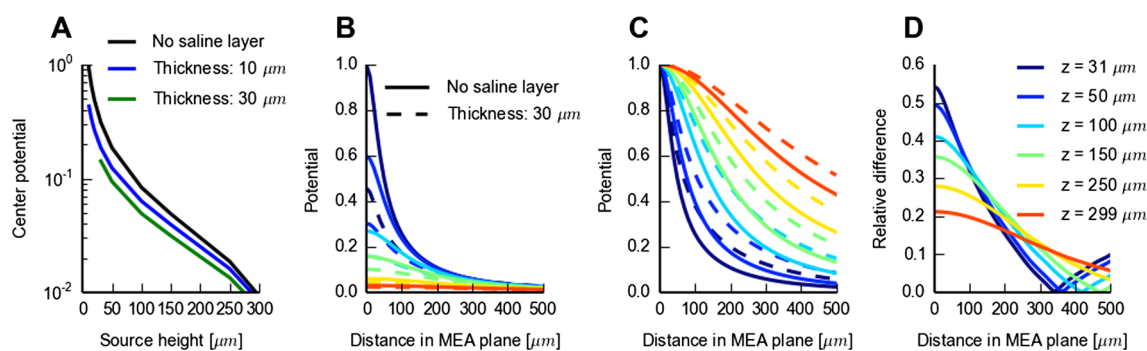 A
No saline layer
Thickness: 10 μm
Thickness: 30 μm
10⁰
10⁻¹
10⁻²
Center potential
0 50 100 150 200 250 300
Source height [μm]
B
No saline layer
Thickness: 30 μm
1.0
0.8
0.6
0.4
0.2
0.0
Potential
0 100 200 300 400 500
Distance in MEA plane [μm]
C
1.0
0.8
0.6
0.4
0.2
0.0
Potential
0 100 200 300 400 500
Distance in MEA plane [μm]
D
z = 31 μm
z = 50 μm
z = 100 μm
z = 150 μm
z = 250 μm
z = 299 μm
0.6
0.5
0.4
0.3
0.2
0.1
0.0
Relative difference
0 100 200 300 400 500
Distance in MEA plane [μm]